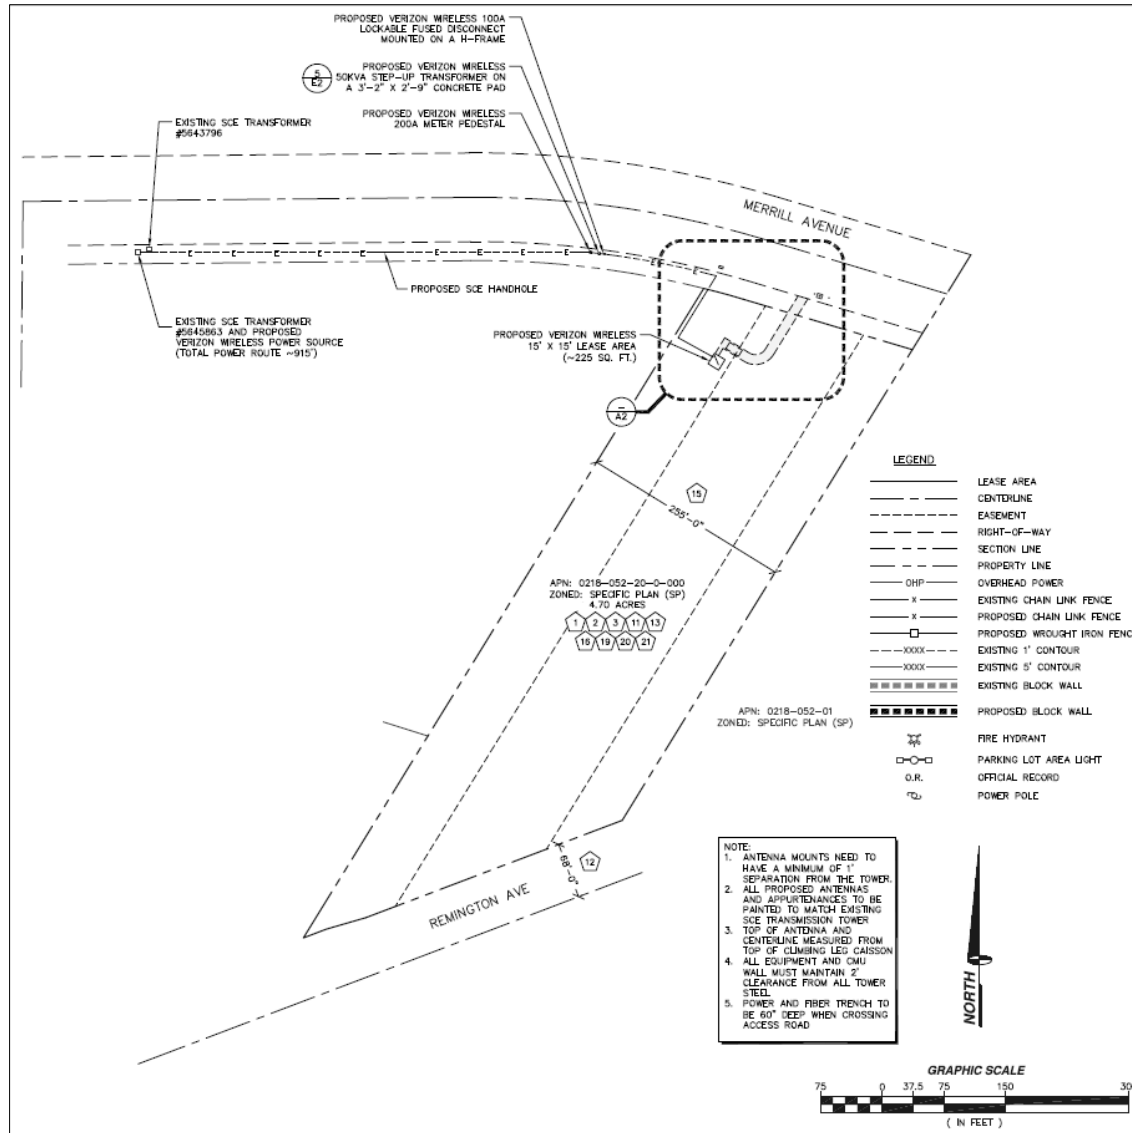 PROPOSED VERIZON WIRELESS 100A
LOCKABLE FUSED DISCONNECT
MOUNTED ON A H-FRAME
5
E2
PROPOSED VERIZON WIRELESS
50KVA STEP-UP TRANSFORMER ON
A 3'-2" X 2'-9" CONCRETE PAD
PROPOSED VERIZON WIRELESS
200A METER PEDESTAL
EXISTING SCE TRANSFORMER
#5643796
MERRILL AVENUE
E E E E E E E E E E E
PROPOSED SCE HANDHOLE
EXISTING SCE TRANSFORMER
#5645863 AND PROPOSED
VERIZON WIRELESS POWER SOURCE
(TOTAL POWER ROUTE ~915')
PROPOSED VERIZON WIRELESS
15' X 15' LEASE AREA
(~225 SQ. FT.)
–
A2
15
255'-0"
APN: 0218-052-20-0-000
ZONED: SPECIFIC PLAN (SP)
4.70 ACRES
1 2 3 11 13
16 19 20 21
APN: 0218-052-01
ZONED: SPECIFIC PLAN (SP)
12
68'-0"
REMINGTON AVE
LEGEND
LEASE AREA
CENTERLINE
EASEMENT
RIGHT-OF-WAY
SECTION LINE
PROPERTY LINE
OHP OVERHEAD POWER
x EXISTING CHAIN LINK FENCE
x PROPOSED CHAIN LINK FENCE
PROPOSED WROUGHT IRON FENC
XXXX EXISTING 1' CONTOUR
XXXX EXISTING 5' CONTOUR
EXISTING BLOCK WALL
PROPOSED BLOCK WALL
FIRE HYDRANT
PARKING LOT AREA LIGHT
O.R. OFFICIAL RECORD
POWER POLE
NOTE:
1. ANTENNA MOUNTS NEED TO
HAVE A MINIMUM OF 1'
SEPARATION FROM THE TOWER.
2. ALL PROPOSED ANTENNAS
AND APPURTENANCES TO BE
PAINTED TO MATCH EXISTING
SCE TRANSMISSION TOWER
3. TOP OF ANTENNA AND
CENTERLINE MEASURED FROM
TOP OF CLIMBING LEG CAISSON
4. ALL EQUIPMENT AND CMU
WALL MUST MAINTAIN 2'
CLEARANCE FROM ALL TOWER
STEEL
5. POWER AND FIBER TRENCH TO
BE 60" DEEP WHEN CROSSING
ACCESS ROAD
NORTH
GRAPHIC SCALE
75 0 37.5 75 150 30
( IN FEET )